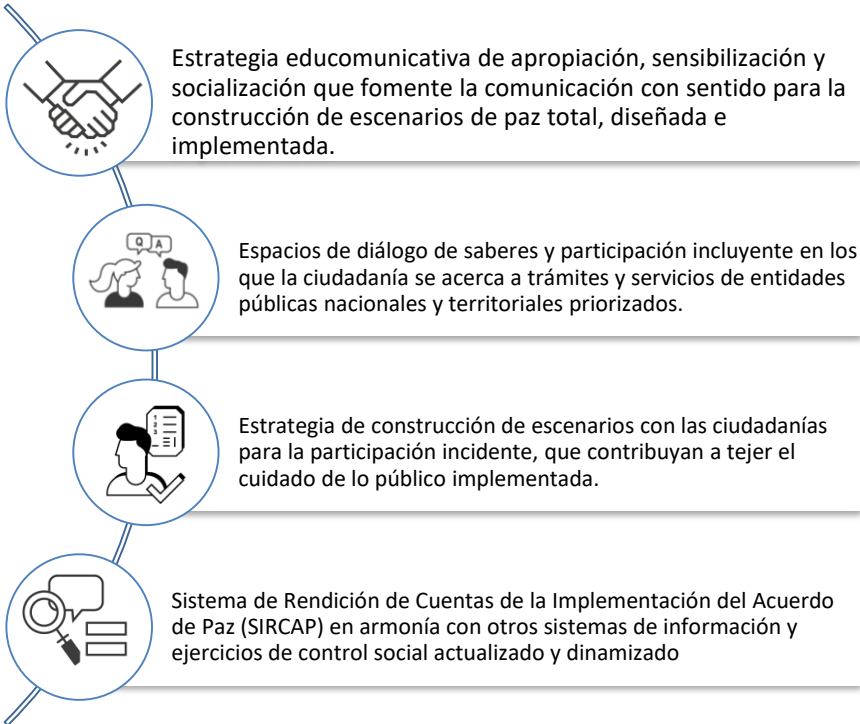 Estrategia educomunicativa de apropiación, sensibilización y
socialización que fomente la comunicación con sentido para la
construcción de escenarios de paz total, diseñada e
implementada.
Q A
Espacios de diálogo de saberes y participación incluyente en los
que la ciudadanía se acerca a trámites y servicios de entidades
públicas nacionales y territoriales priorizados.
1
2
3
Estrategia de construcción de escenarios con las ciudadanías
para la participación incidente, que contribuyan a tejer el
cuidado de lo público implementada.
Sistema de Rendición de Cuentas de la Implementación del Acuerdo
de Paz (SIRCAP) en armonía con otros sistemas de información y
ejercicios de control social actualizado y dinamizado